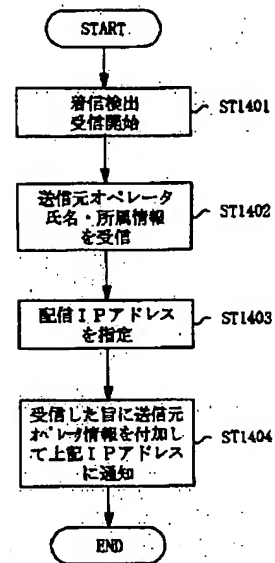 START
着信検出
受信開始
ST1401
送信元オペレータ
氏名・所属情報
を受信
ST1402
配信IPアドレス
を指定
ST1403
受信した旨に送信元
オペレータ情報を付加し
て上記IPアドレス
に通知
ST1404
END